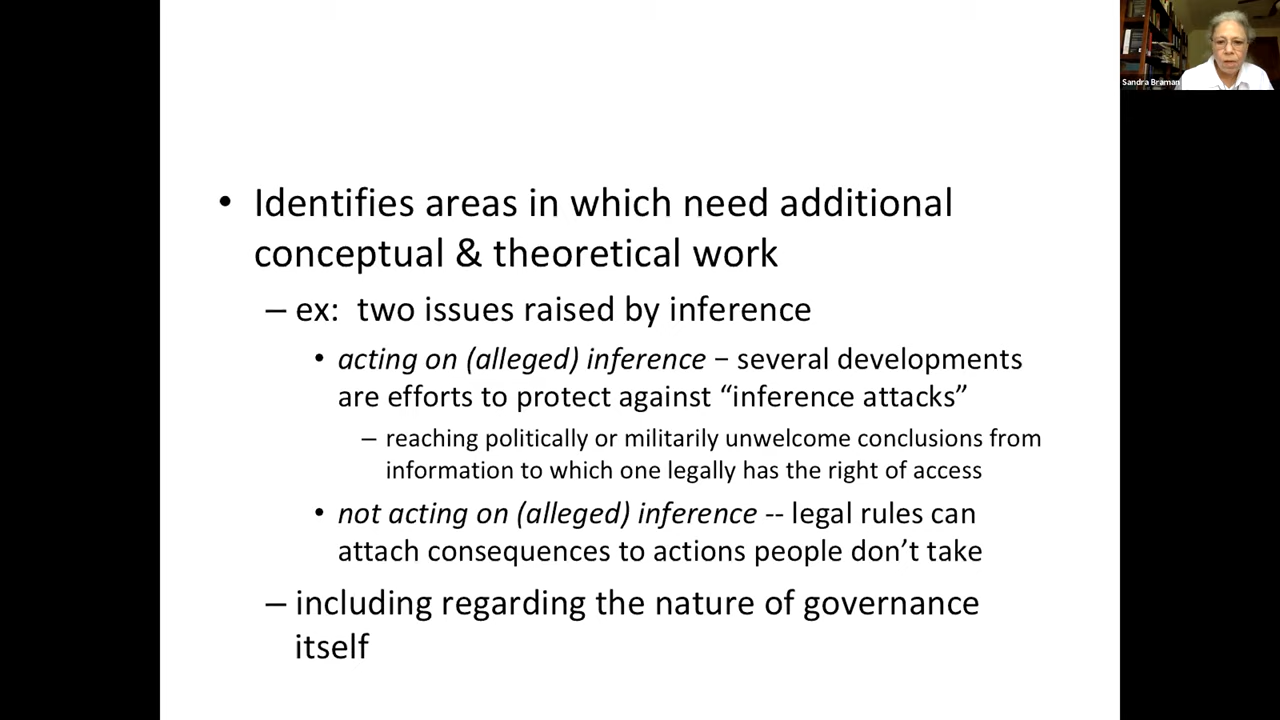 Sandra Braman
• Identifies areas in which need additional
conceptual & theoretical work
– ex:  two issues raised by inference
• acting on (alleged) inference – several developments
are efforts to protect against “inference attacks”
– reaching politically or militarily unwelcome conclusions from
information to which one legally has the right of access
• not acting on (alleged) inference -- legal rules can
attach consequences to actions people don’t take
– including regarding the nature of governance
itself